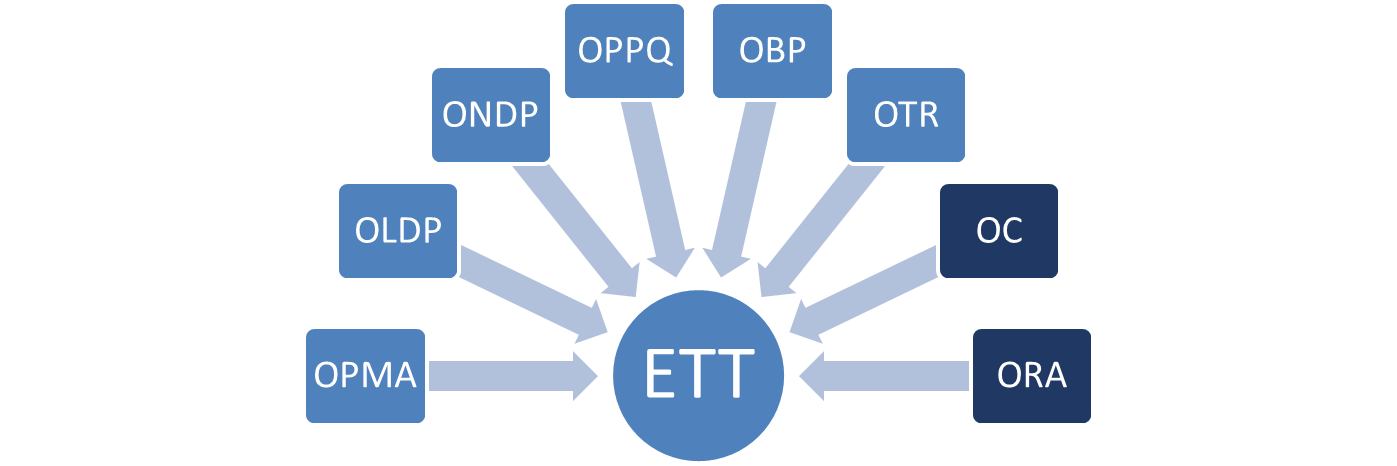 OPPQ
OBP
ONDP
OTR
OLDP
OC
OPMA
ETT
ORA